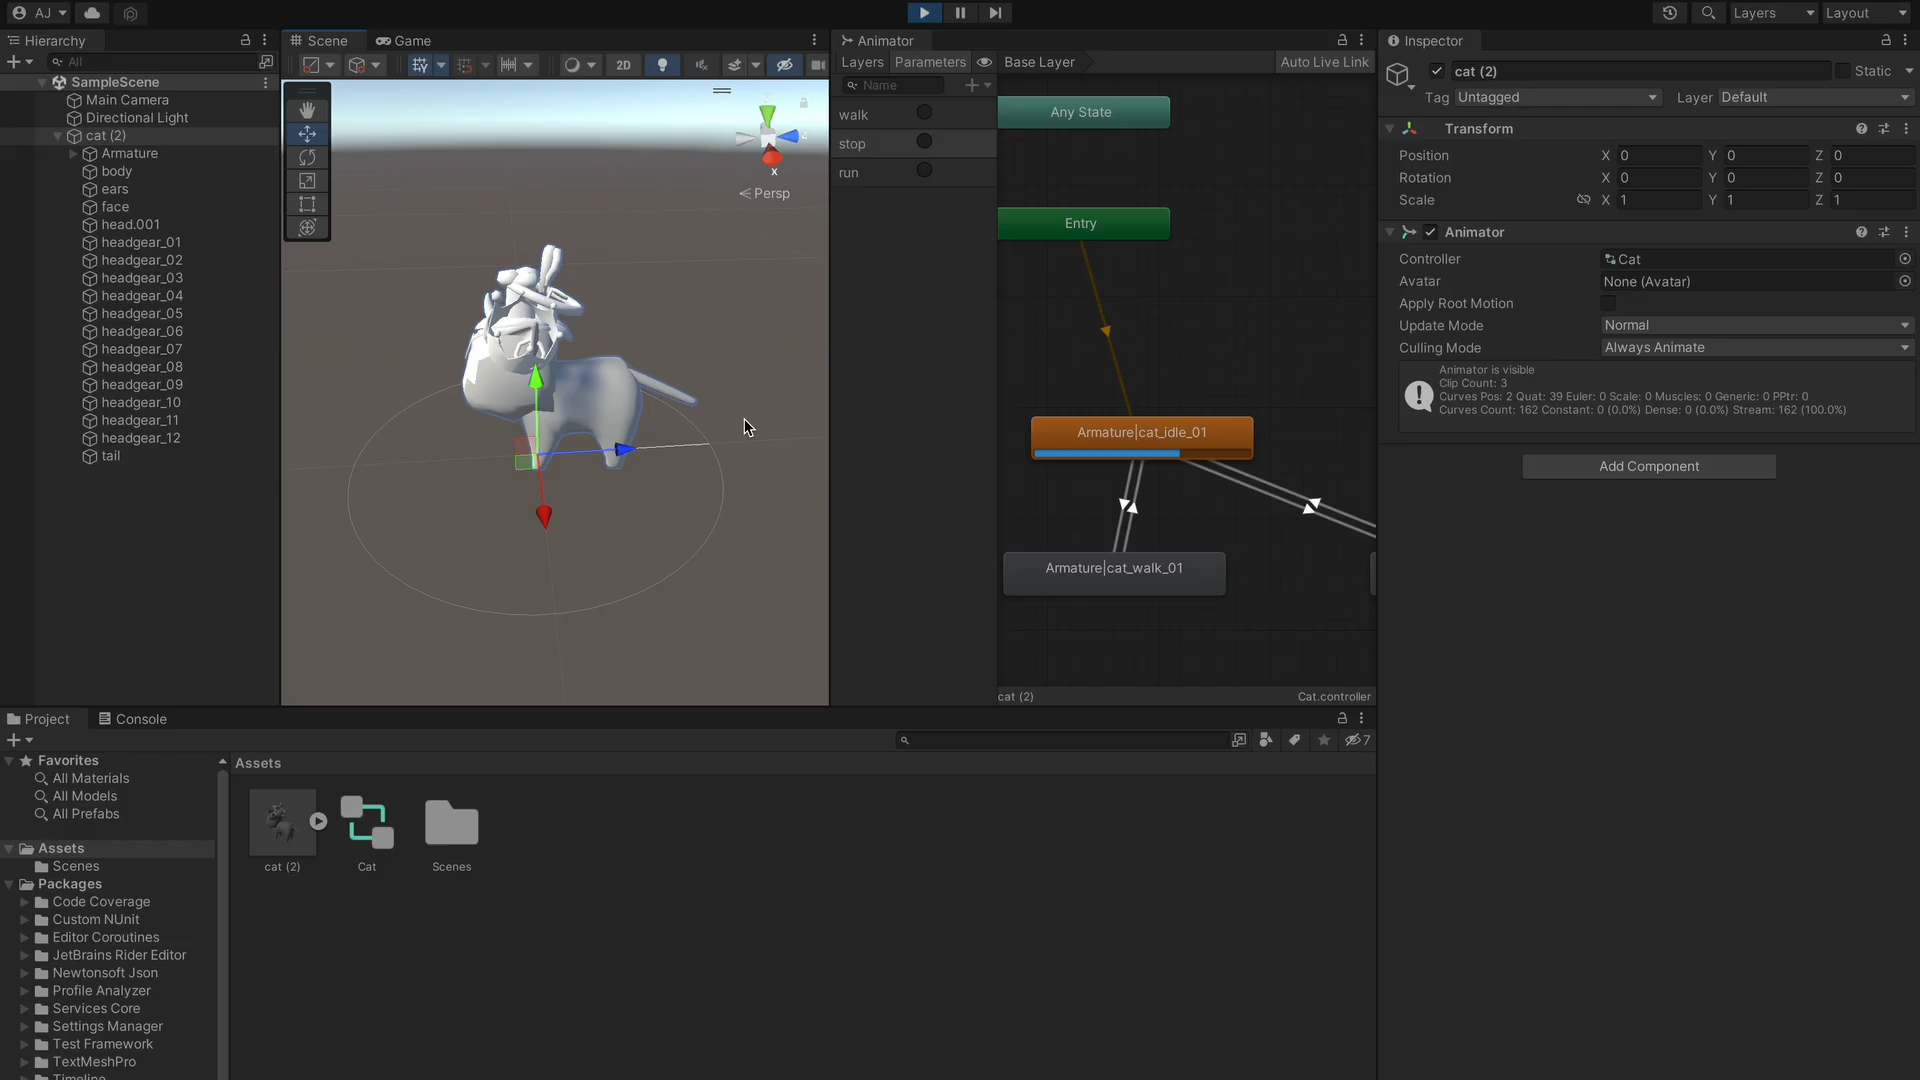 AJ
Layers
Layout
Hierarchy
All
SampleScene
Main Camera
Directional Light
cat (2)
Armature
body
ears
face
head.001
headgear_01
headgear_02
headgear_03
headgear_04
headgear_05
headgear_06
headgear_07
headgear_08
headgear_09
headgear_10
headgear_11
headgear_12
tail
Scene
Game
2D
z
x
Persp
Animator
Layers
Parameters
Base Layer
Auto Live Link
Name
walk
stop
run
Any State
Entry
Armature|cat_idle_01
Armature|cat_walk_01
cat (2)
Cat.controller
Inspector
cat (2)
Static
Tag Untagged
Layer Default
Transform
Position X 0 Y 0 Z 0
Rotation X 0 Y 0 Z 0
Scale X 1 Y 1 Z 1
Animator
Controller Cat
Avatar None (Avatar)
Apply Root Motion
Update Mode Normal
Culling Mode Always Animate
Animator is visible
Clip Count: 3
Curves Pos: 2 Quat: 39 Euler: 0 Scale: 0 Muscles: 0 Generic: 0 PPtr: 0
Curves Count: 162 Constant: 0 (0.0%) Dense: 0 (0.0%) Stream: 162 (100.0%)
Add Component
Project
Console
7
Favorites
All Materials
All Models
All Prefabs
Assets
Scenes
Packages
Code Coverage
Custom NUnit
Editor Coroutines
JetBrains Rider Editor
Newtonsoft Json
Profile Analyzer
Services Core
Settings Manager
Test Framework
TextMeshPro
Timeline
Assets
cat (2)
Cat
Scenes